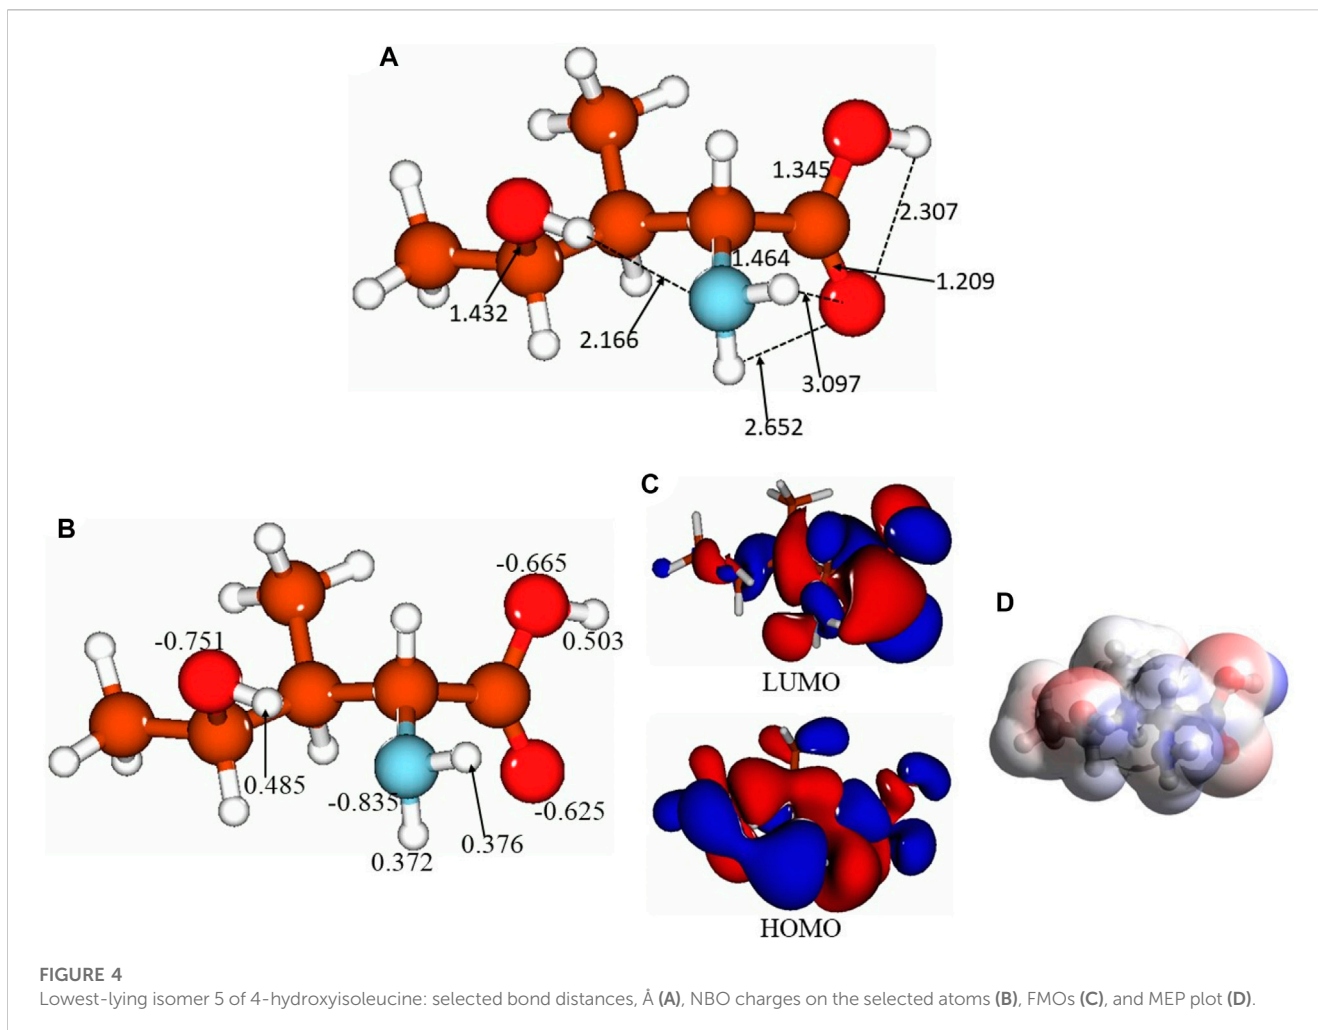 A
1.345
2.307
1.464
1.209
1.432
2.166
3.097
2.652
B
-0.665
-0.751
0.503
0.485
-0.835
-0.625
0.376
0.372
C
LUMO
HOMO
D
FIGURE 4
Lowest-lying isomer 5 of 4-hydroxyisoleucine: selected bond distances, Å (A), NBO charges on the selected atoms (B), FMOs (C), and MEP plot (D).